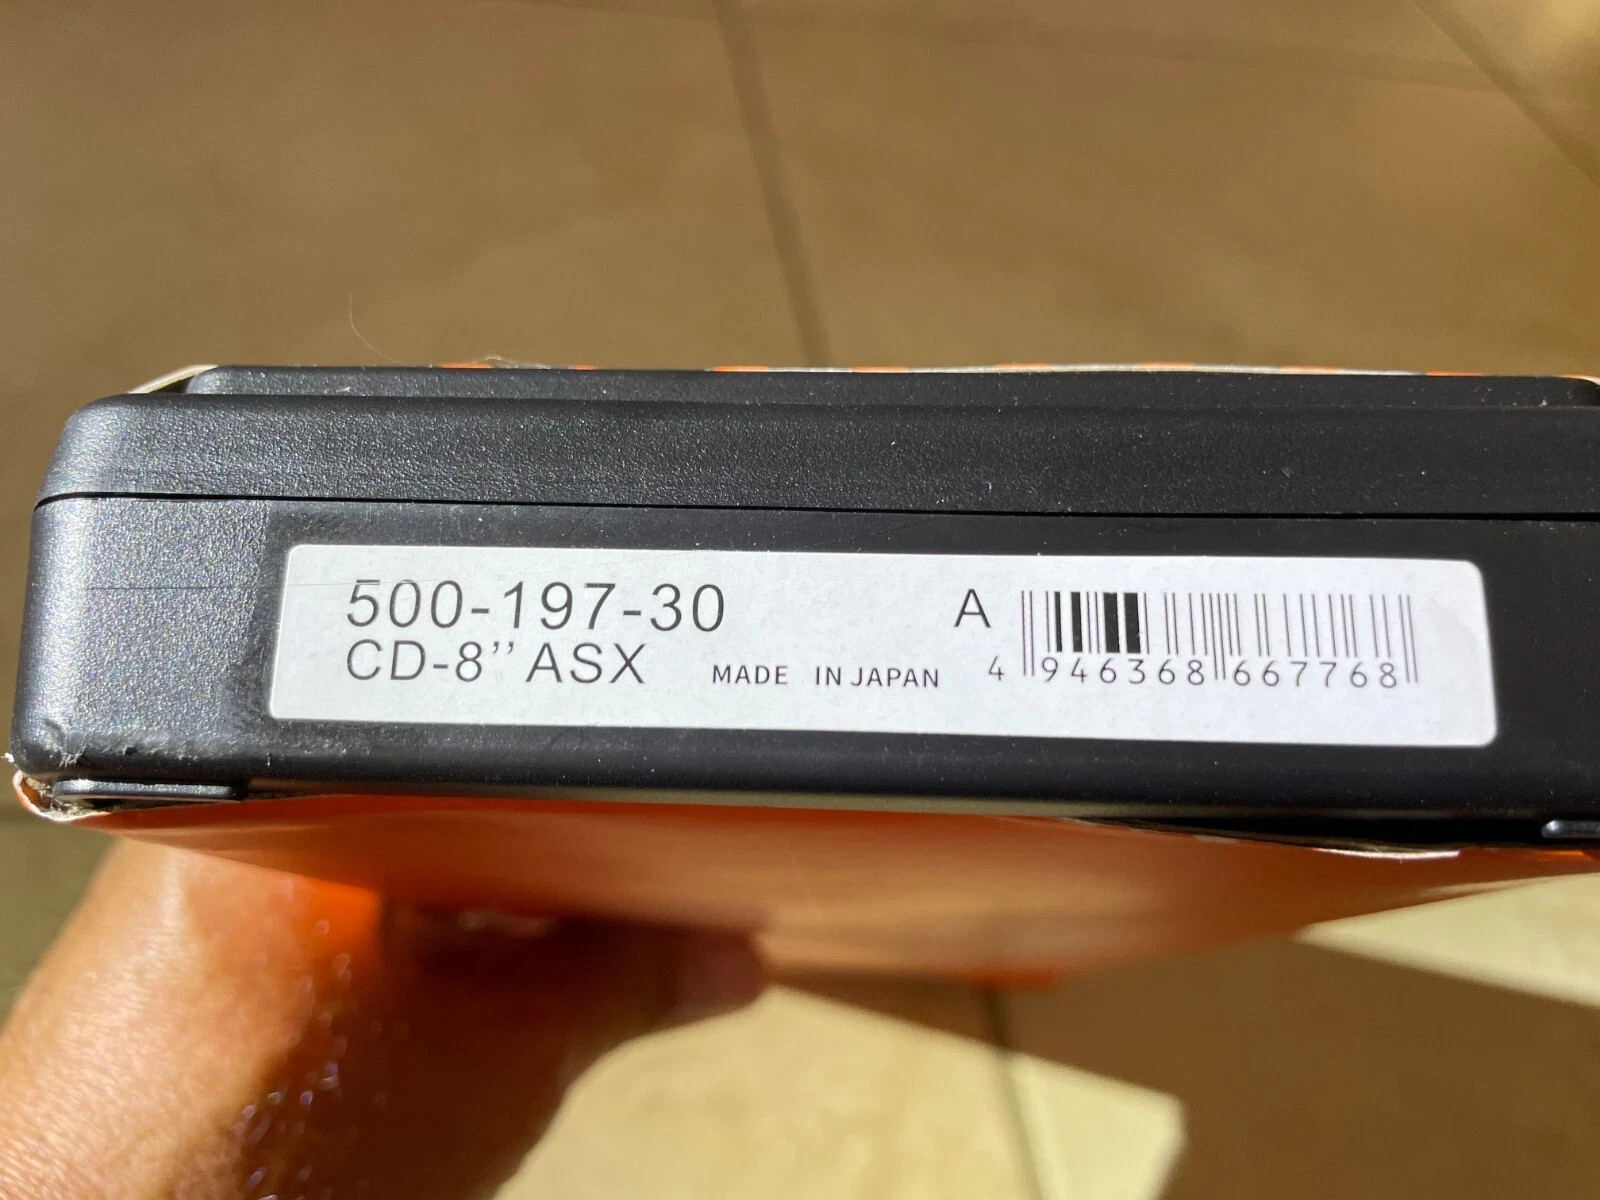 500-197-30
CD-8” ASX MADE IN JAPAN
A
4 946368 667768